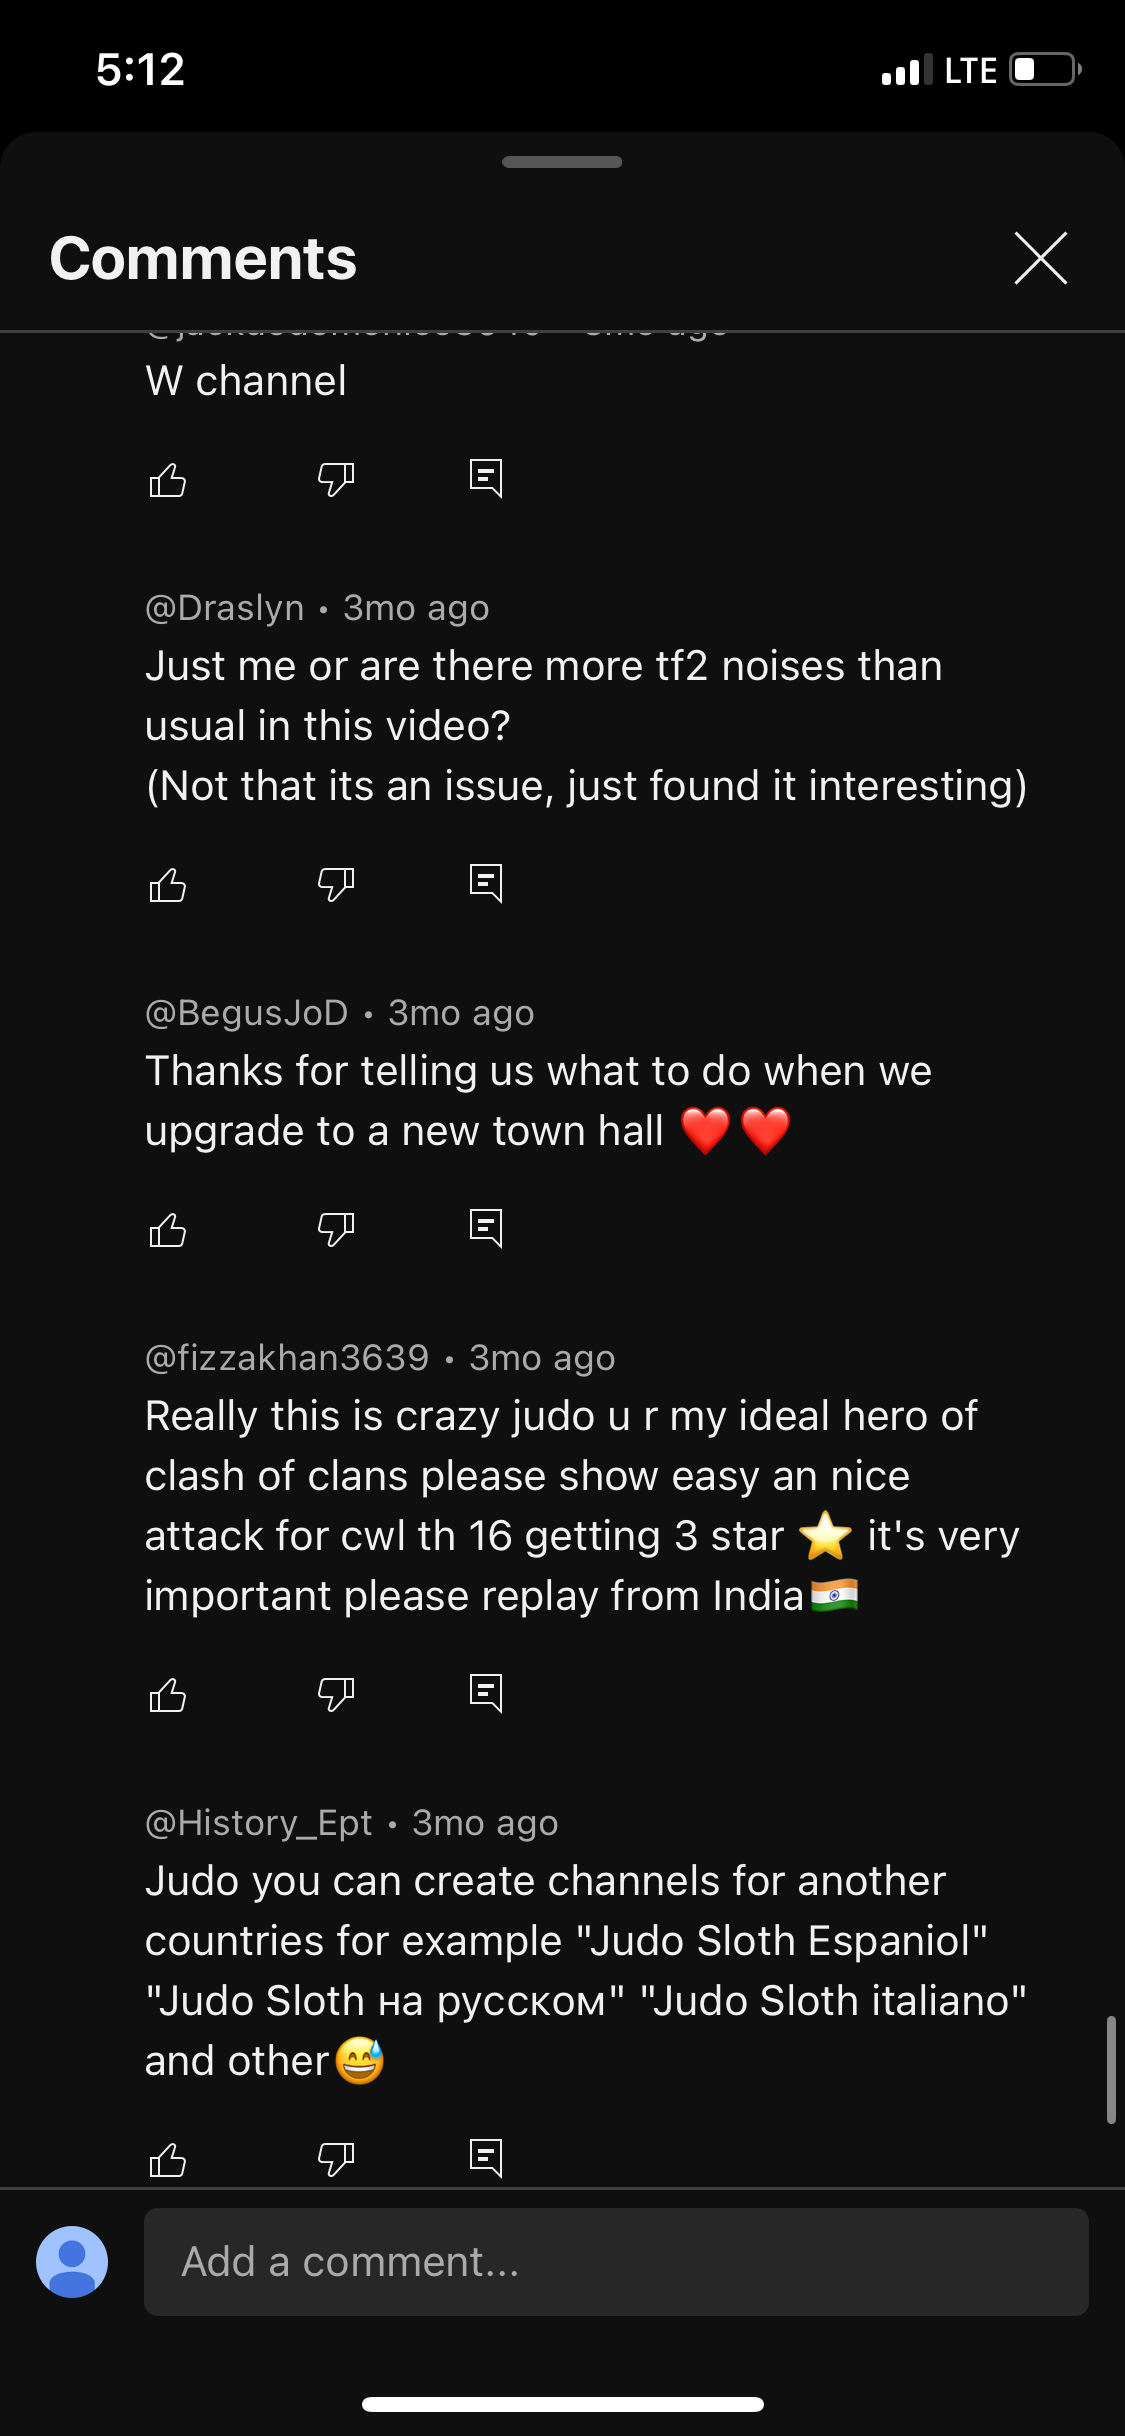 5:12
LTE
Comments
W channel
@Draslyn • 3mo ago
Just me or are there more tf2 noises than
usual in this video?
(Not that its an issue, just found it interesting)
@BegusJoD • 3mo ago
Thanks for telling us what to do when we
upgrade to a new town hall ❤️❤️
@fizzakhan3639 • 3mo ago
Really this is crazy judo u r my ideal hero of
clash of clans please show easy an nice
attack for cwl th 16 getting 3 star ⭐ it's very
important please replay from India🇮🇳
@History_Ept • 3mo ago
Judo you can create channels for another
countries for example "Judo Sloth Espaniol"
"Judo Sloth на русском" "Judo Sloth italiano"
and other😅
Add a comment...